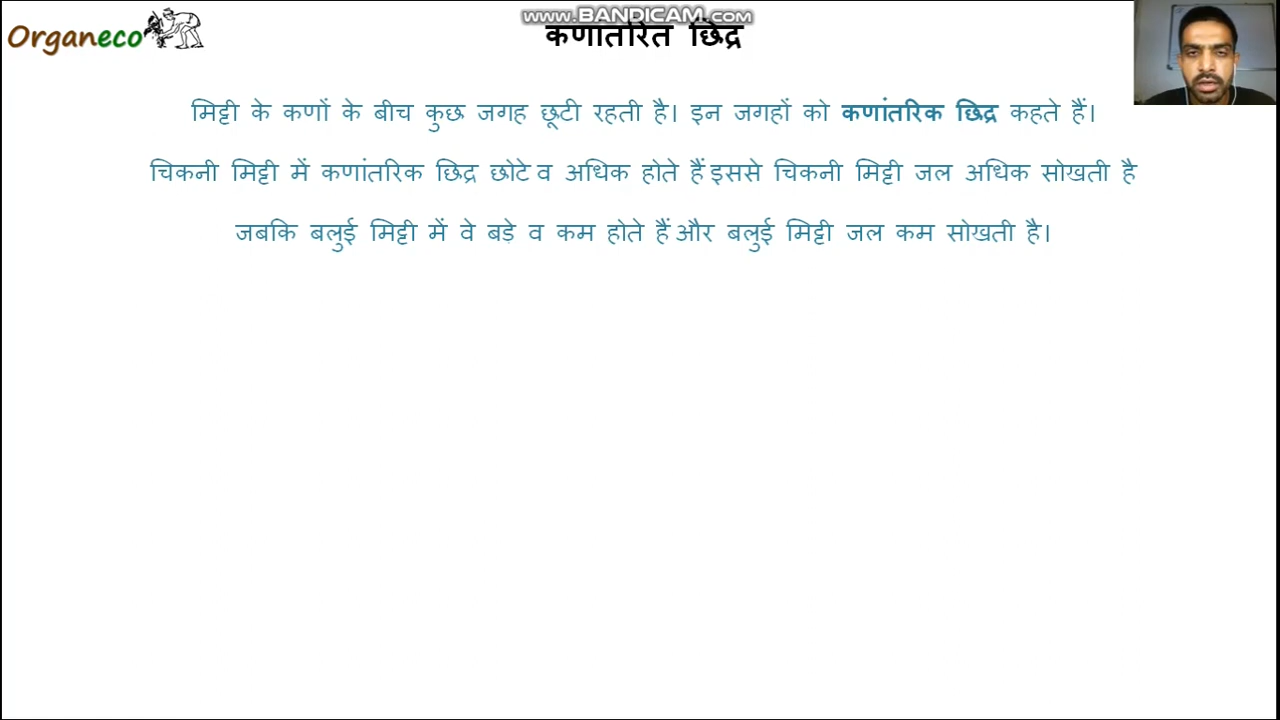 www.BANDICAM.com
Organeco
कणांतरित छिद्र
मिट्टी के कणों के बीच कुछ जगह छूटी रहती है। इन जगहों को कणांतरिक छिद्र कहते हैं।
चिकनी मिट्टी में कणांतरिक छिद्र छोटे व अधिक होते हैं इससे चिकनी मिट्टी जल अधिक सोखती है
जबकि बलुई मिट्टी में वे बड़े व कम होते हैं और बलुई मिट्टी जल कम सोखती है।